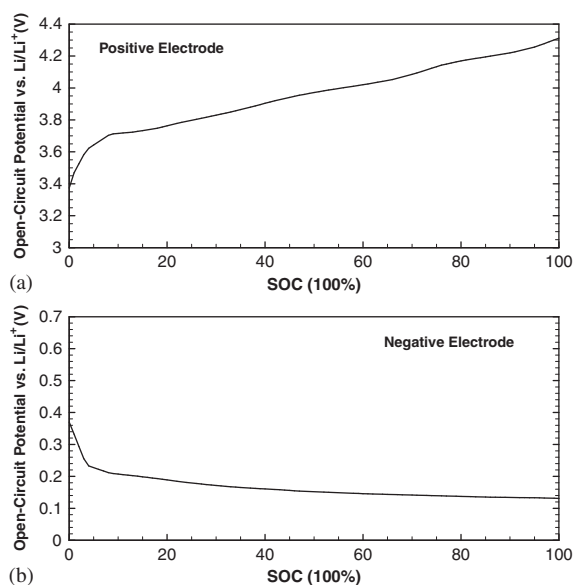 Open-Circuit Potential vs. Li/Li⁺(V)
4.4
4.2
4
3.8
3.6
3.4
3.2
3
Positive Electrode
0 20 40 60 80 100
SOC (100%)
(a)
Open-Circuit Potential vs. Li/Li⁺(V)
0.7
0.6
0.5
0.4
0.3
0.2
0.1
0
Negative Electrode
0 20 40 60 80 100
SOC (100%)
(b)